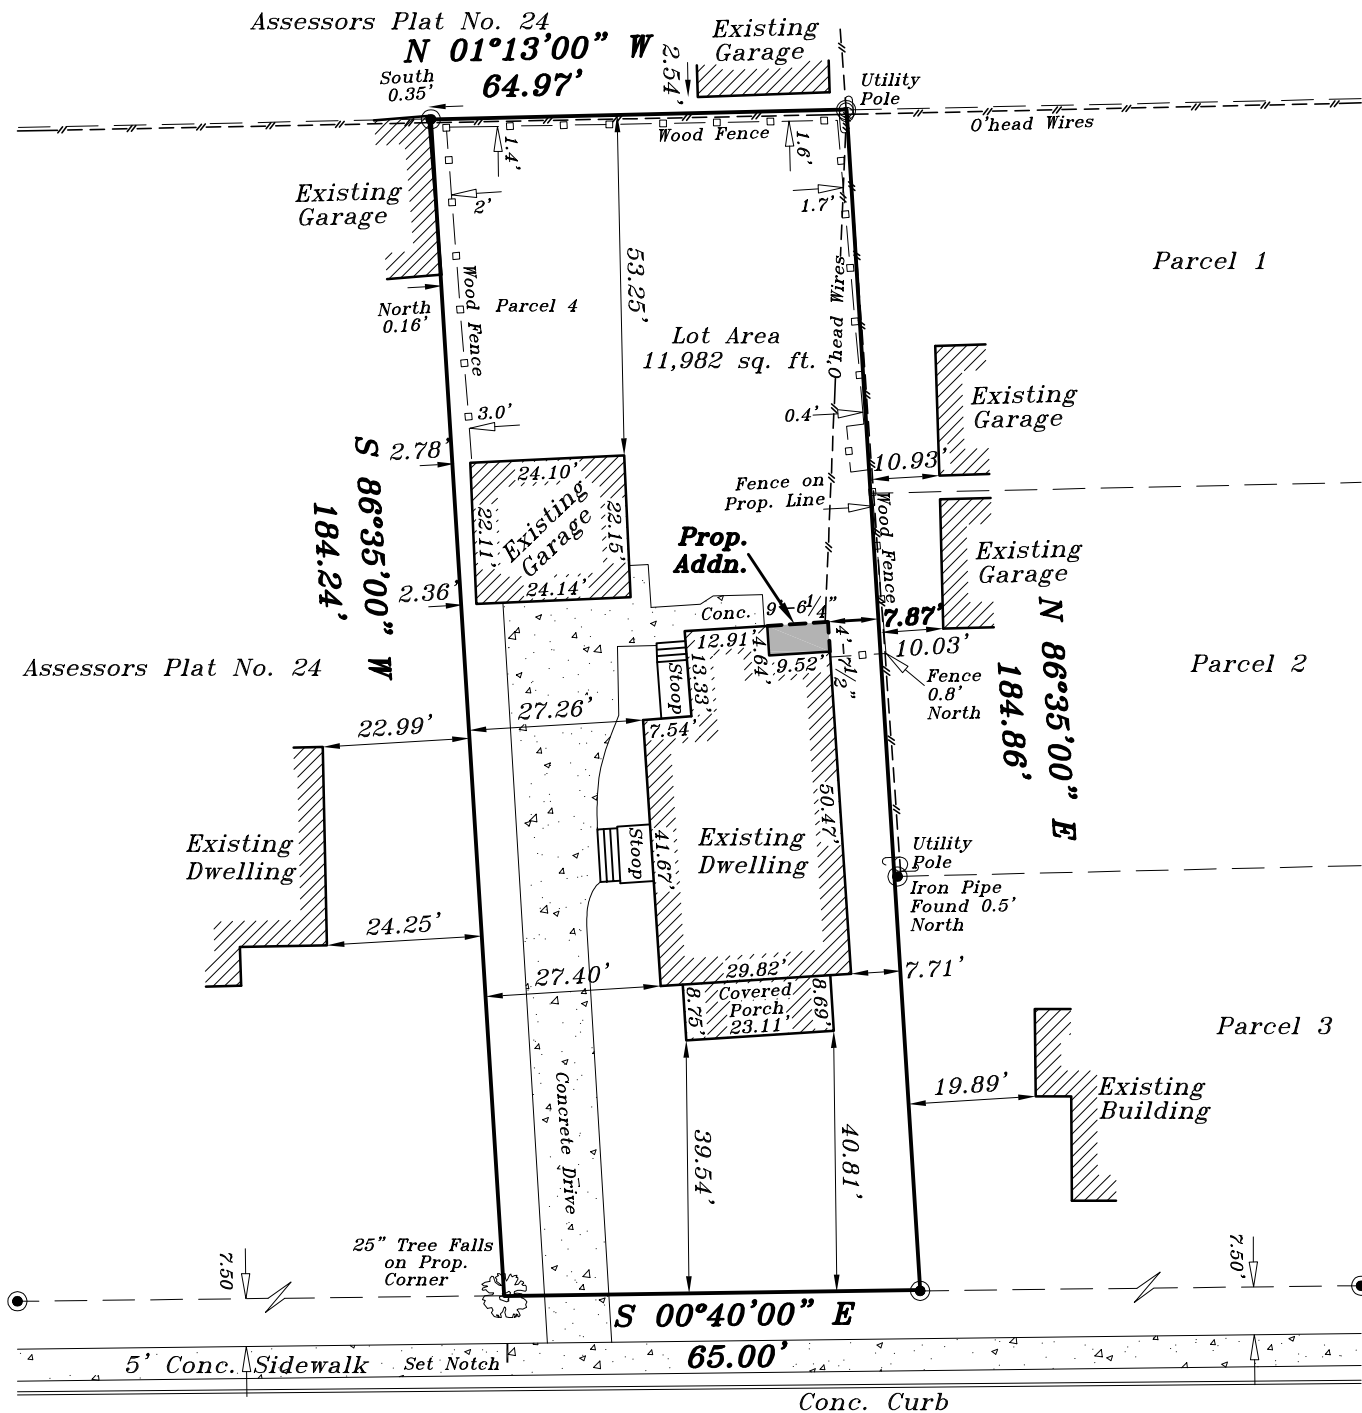 Assessors Plat No. 24
N 01°13'00" W
64.97'
2.54'
Existing
Garage
South
0.35'
Utility
Pole
O'head Wires
Wood Fence
1.4'
1.6'
2'
1.7'
Existing
Garage
53.25'
Wood Fence
Parcel 4
North
0.16'
O'head Wires
Lot Area
11,982 sq. ft.
Parcel 1
3.0'
0.4'
Existing
Garage
2.78'
10.93'
S 86°35'00" W
184.24'
24.10'
22.11'
Existing
Garage
22.15'
24.14'
Fence on
Prop. Line
Wood Fence
Prop.
Addn.
Existing
Garage
2.36'
Conc.
9'-6 1/4"
7.87'
10.03'
12.91'
4.64'
9.52'
4'-7 1/2"
Stoop
13.33'
Fence
0.8'
North
N 86°35'00" E
184.86'
Parcel 2
Assessors Plat No. 24
22.99'
27.26'
7.54'
Existing
Dwelling
Stoop
41.67'
Existing
Dwelling
50.47'
Utility
Pole
Iron Pipe
Found 0.5'
North
24.25'
27.40'
29.82'
7.71'
Covered
Porch
23.11'
8.75'
8.69'
Parcel 3
19.89'
Existing
Building
Concrete Drive
39.54'
40.81'
25" Tree Falls
on Prop.
Corner
7.50
7.50'
S 00°40'00" E
65.00'
5' Conc. Sidewalk
Set Notch
Conc. Curb